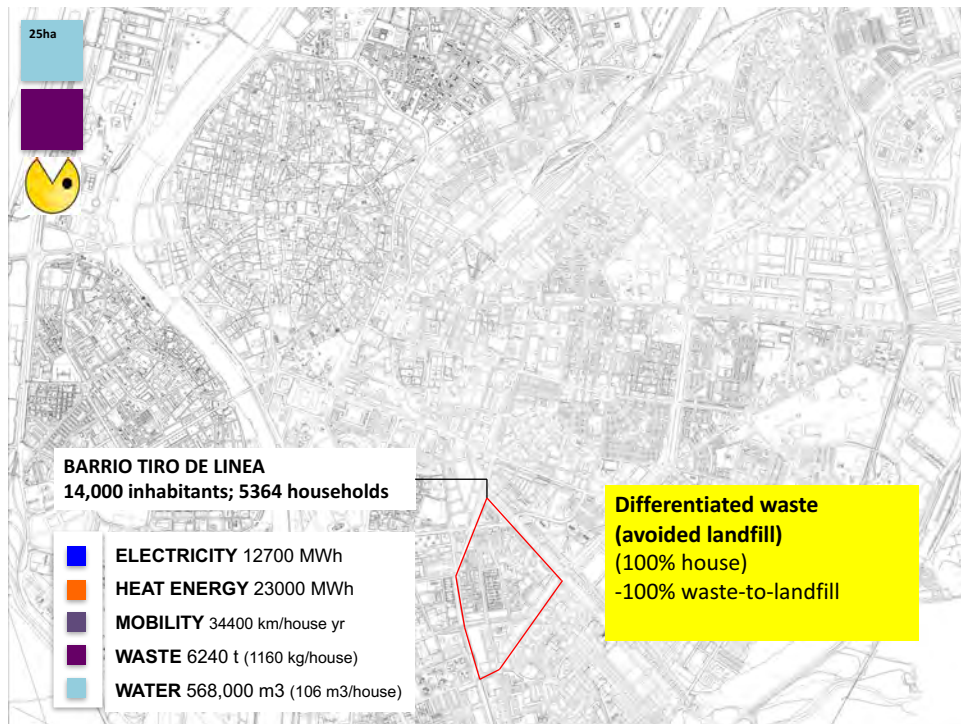 25ha
BARRIO TIRO DE LINEA
14,000 inhabitants; 5364 households
ELECTRICITY 12700 MWh
HEAT ENERGY 23000 MWh
MOBILITY 34400 km/house yr
WASTE 6240 t (1160 kg/house)
WATER 568,000 m3 (106 m3/house)
Differentiated waste
(avoided landfill)
(100% house)
-100% waste-to-landfill